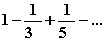 1 − 1/3 + 1/5 − ...